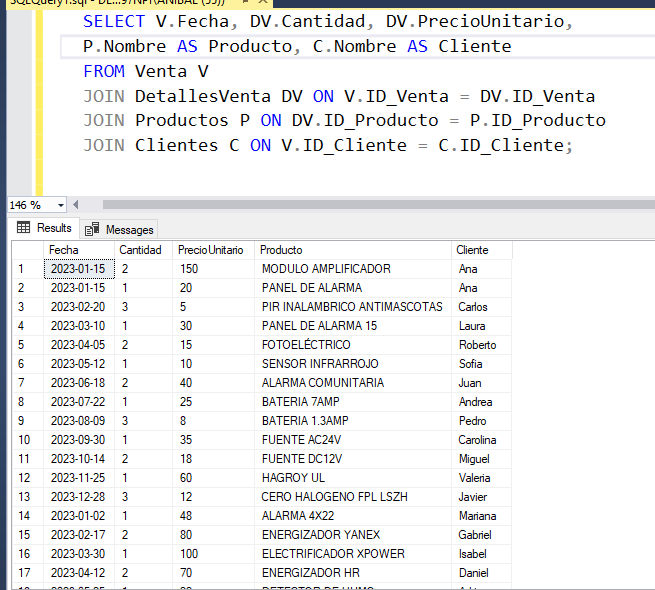 SELECT V.Fecha, DV.Cantidad, DV.PrecioUnitario,
P.Nombre AS Producto, C.Nombre AS Cliente
FROM Venta V
JOIN DetallesVenta DV ON V.ID_Venta = DV.ID_Venta
JOIN Productos P ON DV.ID_Producto = P.ID_Producto
JOIN Clientes C ON V.ID_Cliente = C.ID_Cliente;
146 %
Results Messages
Fecha Cantidad PrecioUnitario Producto Cliente
1 2023-01-15 2 150 MODULO AMPLIFICADOR Ana
2 2023-01-15 1 20 PANEL DE ALARMA Ana
3 2023-02-20 3 5 PIR INALAMBRICO ANTIMASCOTAS Carlos
4 2023-03-10 1 30 PANEL DE ALARMA 15 Laura
5 2023-04-05 2 15 FOTOELÉCTRICO Roberto
6 2023-05-12 1 10 SENSOR INFRARROJO Sofia
7 2023-06-18 2 40 ALARMA COMUNITARIA Juan
8 2023-07-22 1 25 BATERIA 7AMP Andrea
9 2023-08-09 3 8 BATERIA 1.3AMP Pedro
10 2023-09-30 1 35 FUENTE AC24V Carolina
11 2023-10-14 2 18 FUENTE DC12V Miguel
12 2023-11-25 1 60 HAGROY UL Valeria
13 2023-12-28 3 12 CERO HALOGENO FPL LSZH Javier
14 2023-01-02 1 48 ALARMA 4X22 Mariana
15 2023-02-17 2 80 ENERGIZADOR YANEX Gabriel
16 2023-03-30 1 100 ELECTRIFICADOR XPOWER Isabel
17 2023-04-12 2 70 ENERGIZADOR HR Daniel